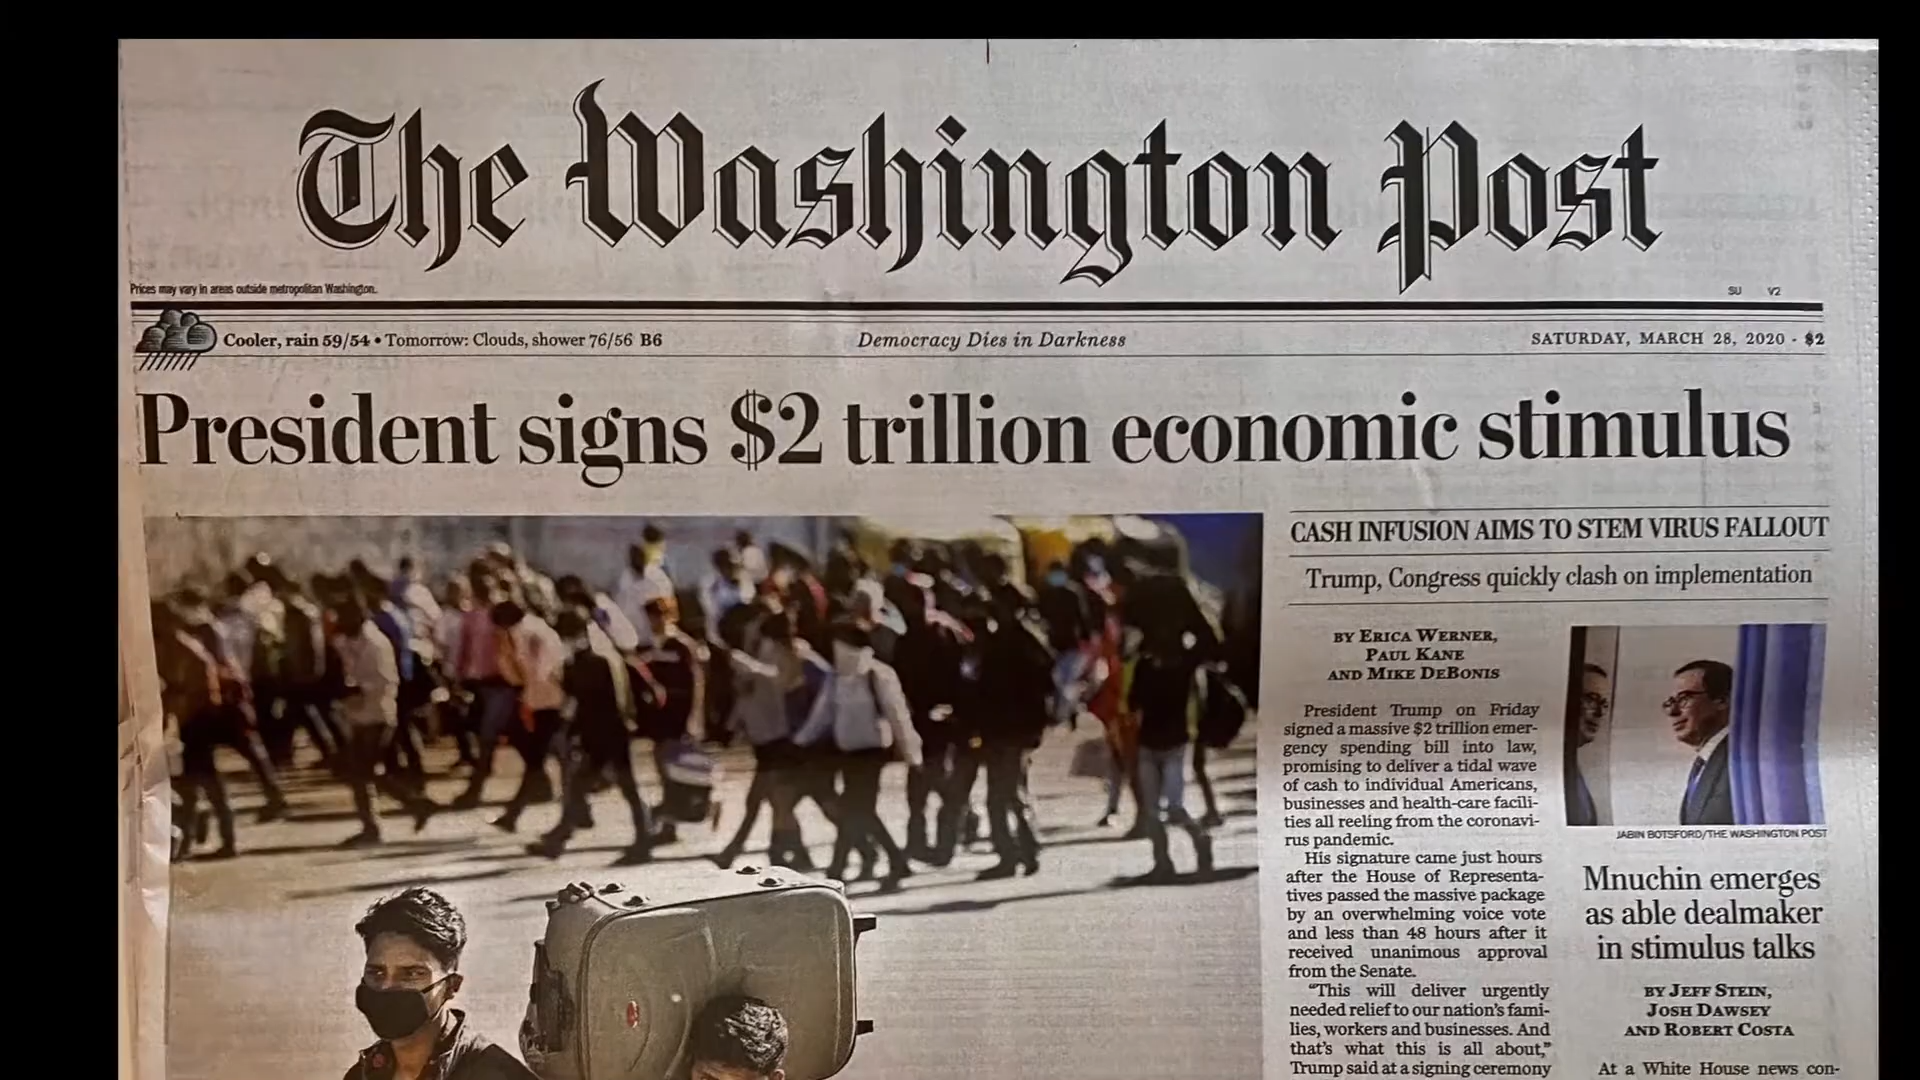 The Washington Post
Prices may vary in areas outside metropolitan Washington.
SU V2
Cooler, rain 59/54 • Tomorrow: Clouds, shower 76/56 B6
Democracy Dies in Darkness
SATURDAY, MARCH 28, 2020 · $2
President signs $2 trillion economic stimulus
CASH INFUSION AIMS TO STEM VIRUS FALLOUT
Trump, Congress quickly clash on implementation
BY ERICA WERNER,
PAUL KANE
AND MIKE DEBONIS
President Trump on Friday
signed a massive $2 trillion emer-
gency spending bill into law,
promising to deliver a tidal wave
of cash to individual Americans,
businesses and health-care facili-
ties all reeling from the coronavi-
rus pandemic.
His signature came just hours
after the House of Representa-
tives passed the massive package
by an overwhelming voice vote
and less than 48 hours after it
received unanimous approval
from the Senate.
“This will deliver urgently
needed relief to our nation's fami-
lies, workers and businesses. And
that's what this is all about,”
Trump said at a signing ceremony
JABIN BOTSFORD/THE WASHINGTON POST
Mnuchin emerges
as able dealmaker
in stimulus talks
BY JEFF STEIN,
JOSH DAWSEY
AND ROBERT COSTA
At a White House news con-